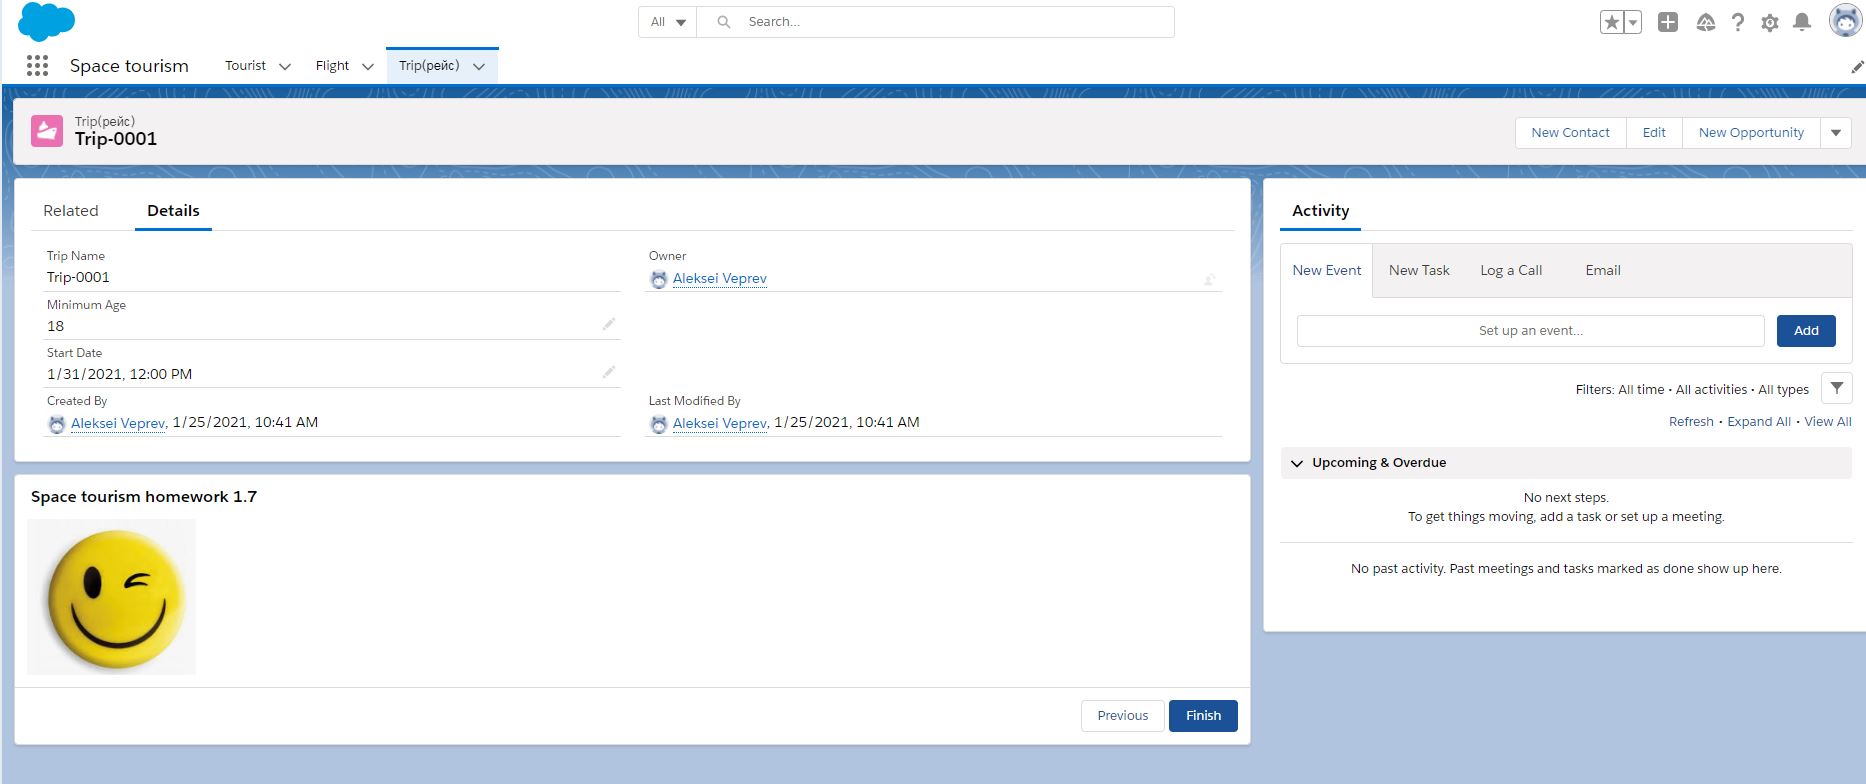 All Search...
Space tourism Tourist Flight Trip(рейс)
Trip(рейс)
Trip-0001
New Contact Edit New Opportunity
Related Details
Trip Name
Trip-0001
Owner
Aleksei Veprev
Minimum Age
18
Start Date
1/31/2021, 12:00 PM
Created By
Aleksei Veprev, 1/25/2021, 10:41 AM
Last Modified By
Aleksei Veprev, 1/25/2021, 10:41 AM
Space tourism homework 1.7
Previous Finish
Activity
New Event New Task Log a Call Email
Set up an event... Add
Filters: All time • All activities • All types
Refresh • Expand All • View All
Upcoming & Overdue
No next steps.
To get things moving, add a task or set up a meeting.
No past activity. Past meetings and tasks marked as done show up here.